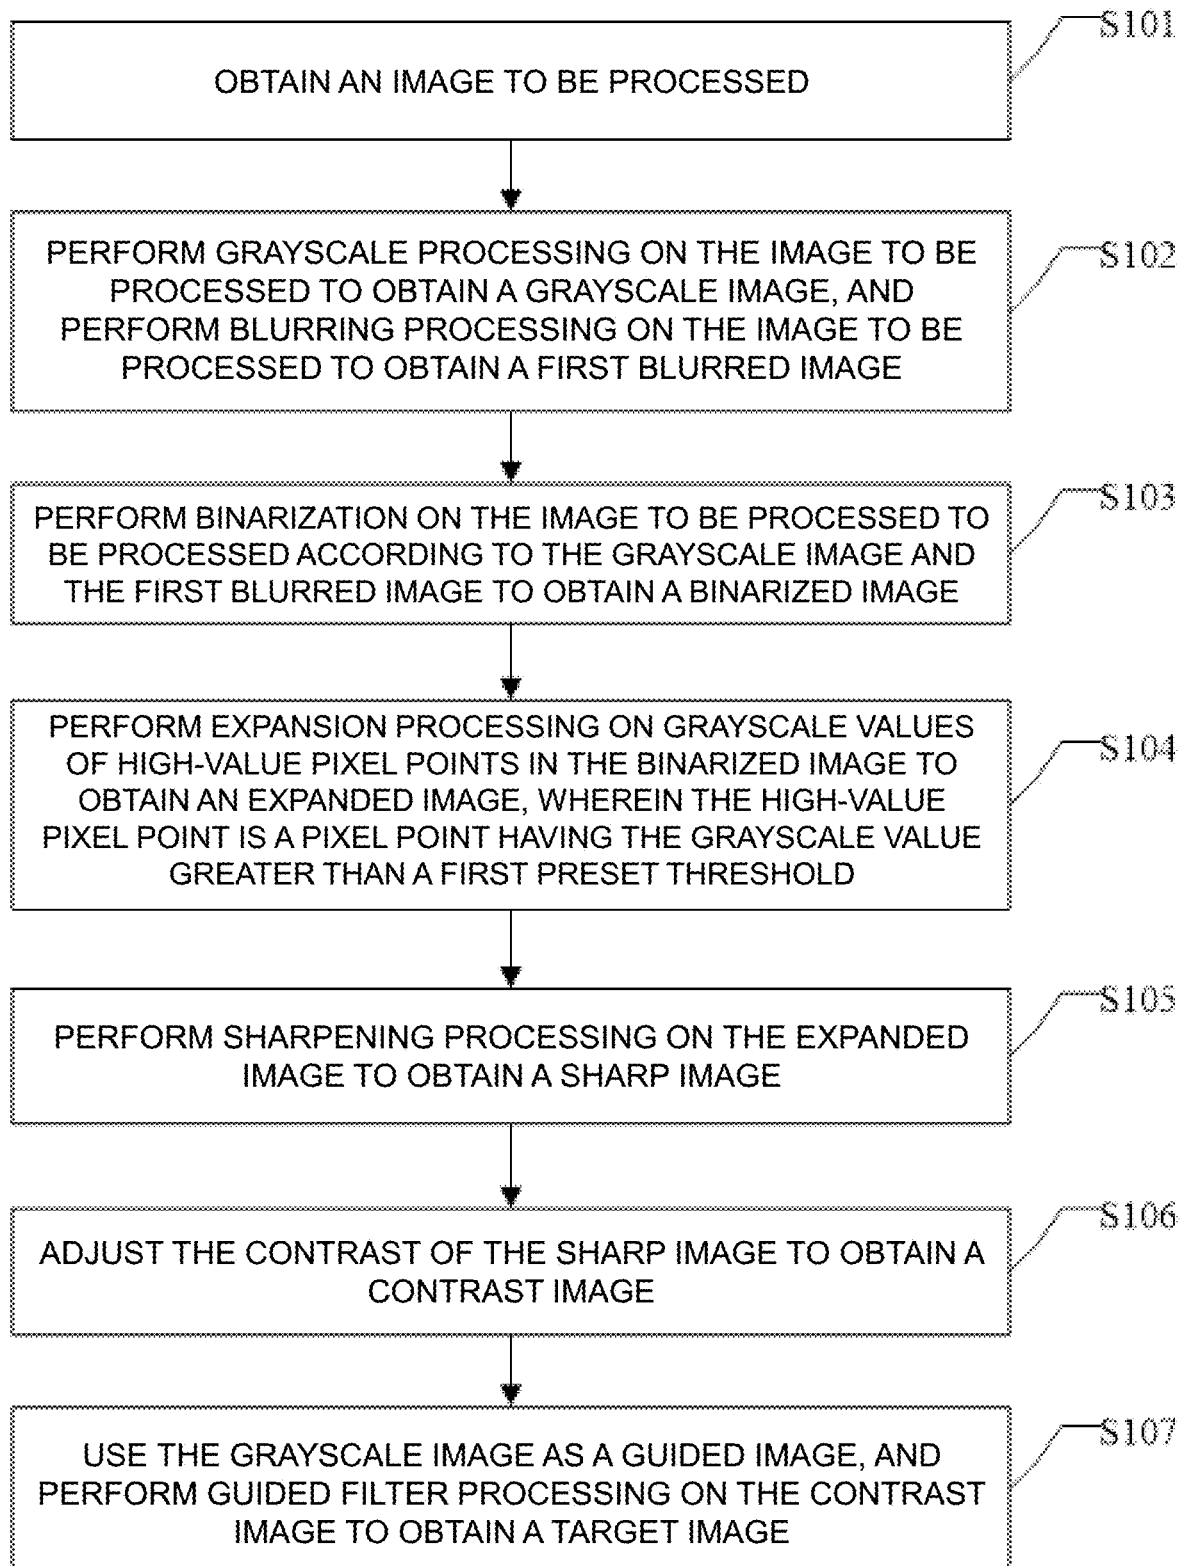 S101
OBTAIN AN IMAGE TO BE PROCESSED
S102
PERFORM GRAYSCALE PROCESSING ON THE IMAGE TO BE
PROCESSED TO OBTAIN A GRAYSCALE IMAGE, AND
PERFORM BLURRING PROCESSING ON THE IMAGE TO BE
PROCESSED TO OBTAIN A FIRST BLURRED IMAGE
S103
PERFORM BINARIZATION ON THE IMAGE TO BE PROCESSED TO
BE PROCESSED ACCORDING TO THE GRAYSCALE IMAGE AND
THE FIRST BLURRED IMAGE TO OBTAIN A BINARIZED IMAGE
S104
PERFORM EXPANSION PROCESSING ON GRAYSCALE VALUES
OF HIGH-VALUE PIXEL POINTS IN THE BINARIZED IMAGE TO
OBTAIN AN EXPANDED IMAGE, WHEREIN THE HIGH-VALUE
PIXEL POINT IS A PIXEL POINT HAVING THE GRAYSCALE VALUE
GREATER THAN A FIRST PRESET THRESHOLD
S105
PERFORM SHARPENING PROCESSING ON THE EXPANDED
IMAGE TO OBTAIN A SHARP IMAGE
S106
ADJUST THE CONTRAST OF THE SHARP IMAGE TO OBTAIN A
CONTRAST IMAGE
S107
USE THE GRAYSCALE IMAGE AS A GUIDED IMAGE, AND
PERFORM GUIDED FILTER PROCESSING ON THE CONTRAST
IMAGE TO OBTAIN A TARGET IMAGE